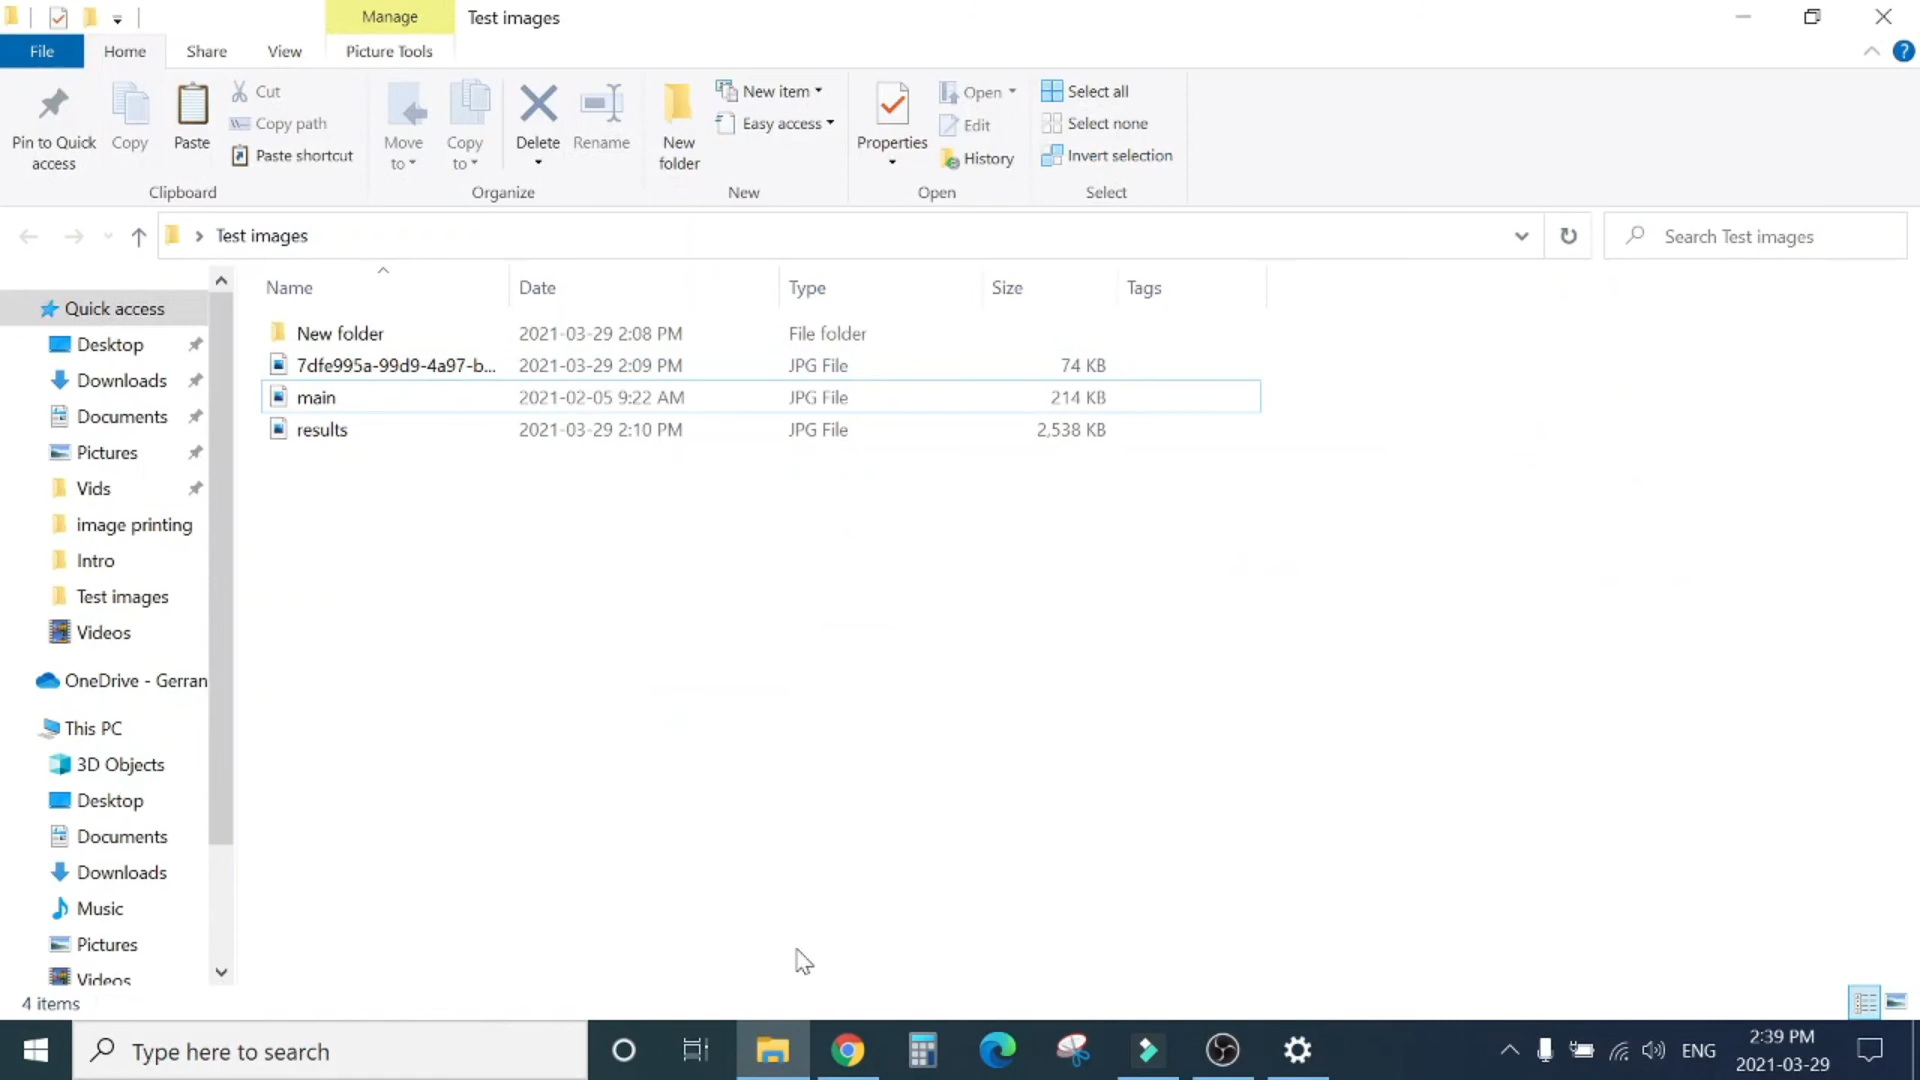 Manage
Test images
File
Home
Share
View
Picture Tools
Pin to Quick access
Copy
Paste
Cut
Copy path
Paste shortcut
Clipboard
Move to
Copy to
Delete
Rename
Organize
New folder
New item
Easy access
New
Properties
Open
Edit
History
Open
Select all
Select none
Invert selection
Select
Test images
Search Test images
Name
Date
Type
Size
Tags
New folder 2021-03-29 2:08 PM File folder
7dfe995a-99d9-4a97-b... 2021-03-29 2:09 PM JPG File 74 KB
main 2021-02-05 9:22 AM JPG File 214 KB
results 2021-03-29 2:10 PM JPG File 2,538 KB
Quick access
Desktop
Downloads
Documents
Pictures
Vids
image printing
Intro
Test images
Videos
OneDrive - Gerran
This PC
3D Objects
Desktop
Documents
Downloads
Music
Pictures
Videos
4 items
Type here to search
ENG
2:39 PM
2021-03-29